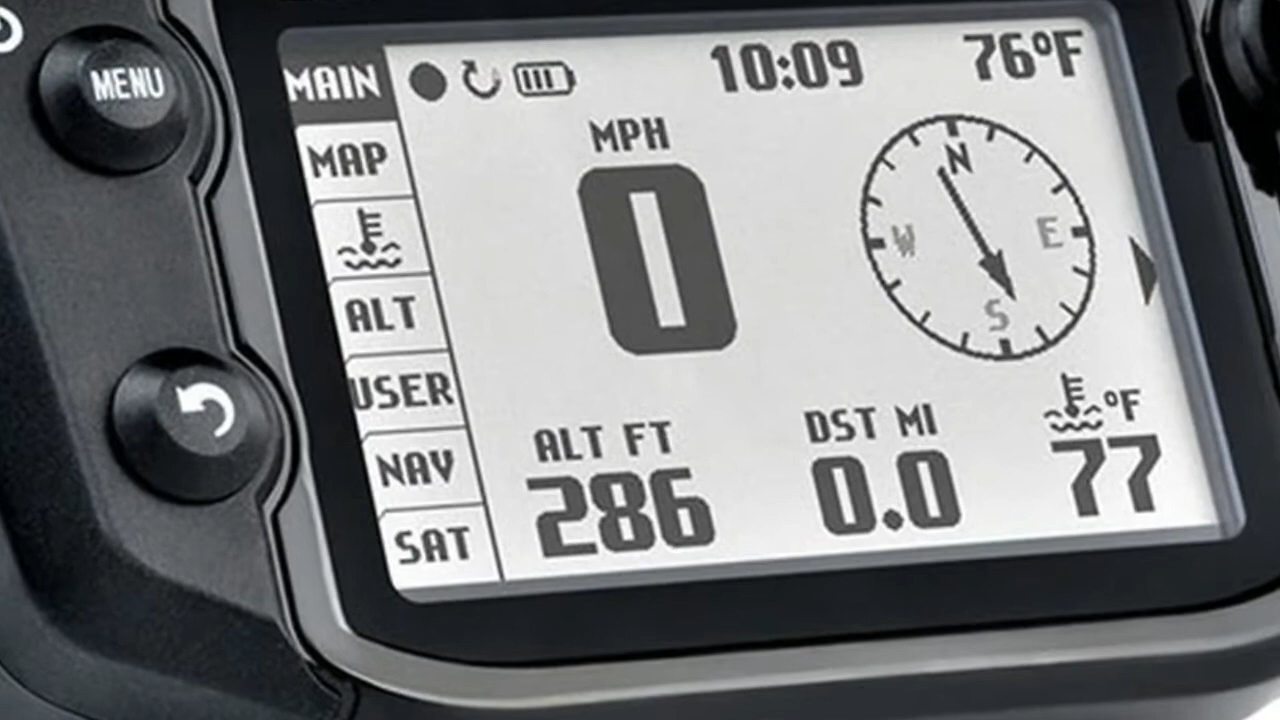 MENU
MAIN
MAP
ALT
USER
NAV
SAT
10:09
76°F
MPH
0
N
W
E
S
ALT FT
286
DST MI
0.0
°F
77